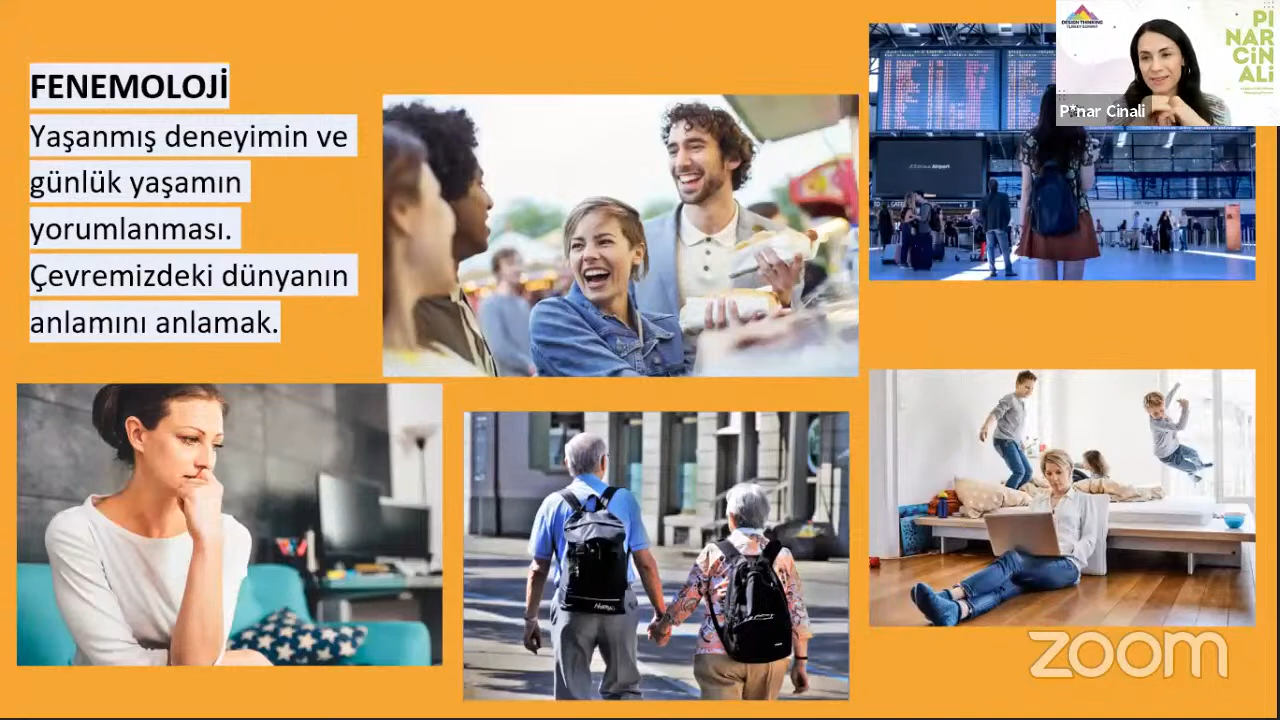 FENEMOLOJİ
Yaşanmış deneyimin ve
günlük yaşamın
yorumlanması.
Çevremizdeki dünyanın
anlamını anlamak.
DESIGN THINKING
PI
NAR
CiN
ALi
P*nar Cinali
zoom